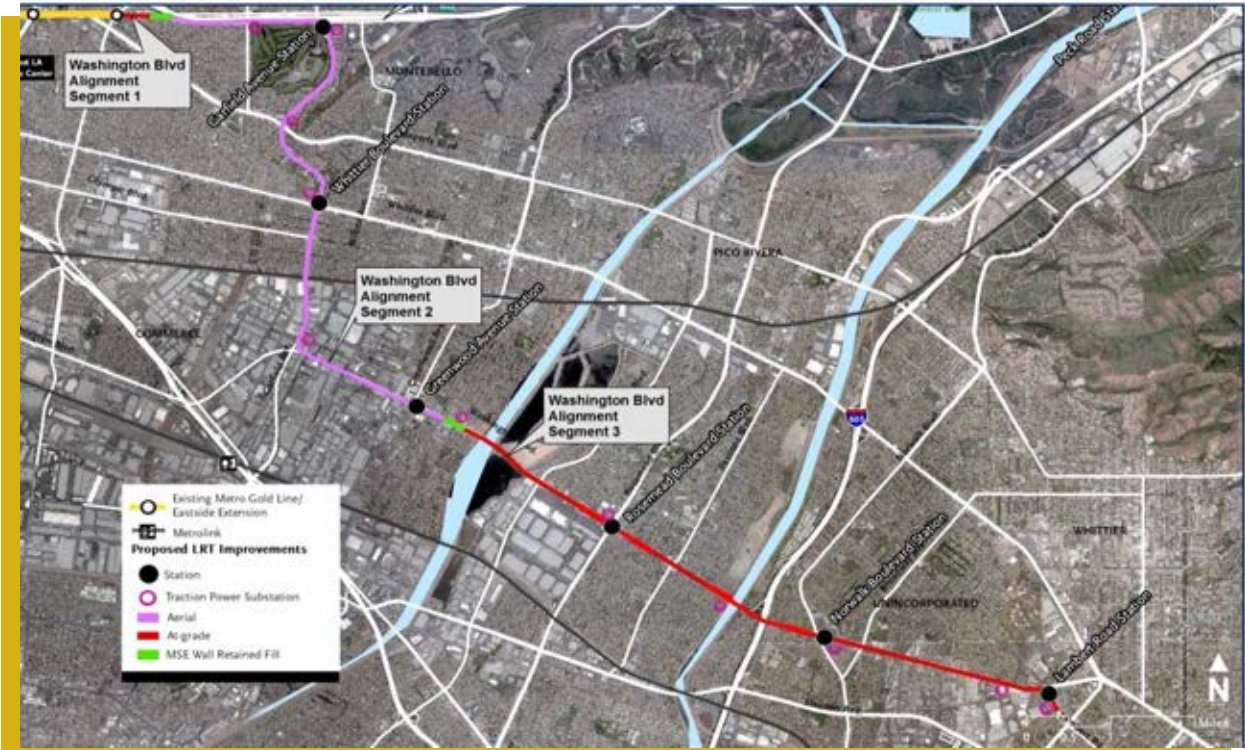 Washington Blvd
Alignment
Segment 1
MONTEBELLO
Garfield Avenue Station
Whittier Boulevard Station
Peck Road Station
PICO RIVERA
Washington Blvd
Alignment
Segment 2
COMMERCE
Greenwood Avenue Station
Washington Blvd
Alignment
Segment 3
605
Rosemead Boulevard Station
Norwalk Boulevard Station
WHITTIER
UNINCORPORATED
Lambert Road Station
Existing Metro Gold Line/
Eastside Extension
Metrolink
Proposed LRT Improvements
Station
Traction Power Substation
Aerial
At-grade
MSE Wall Retained Fill
N
Miles